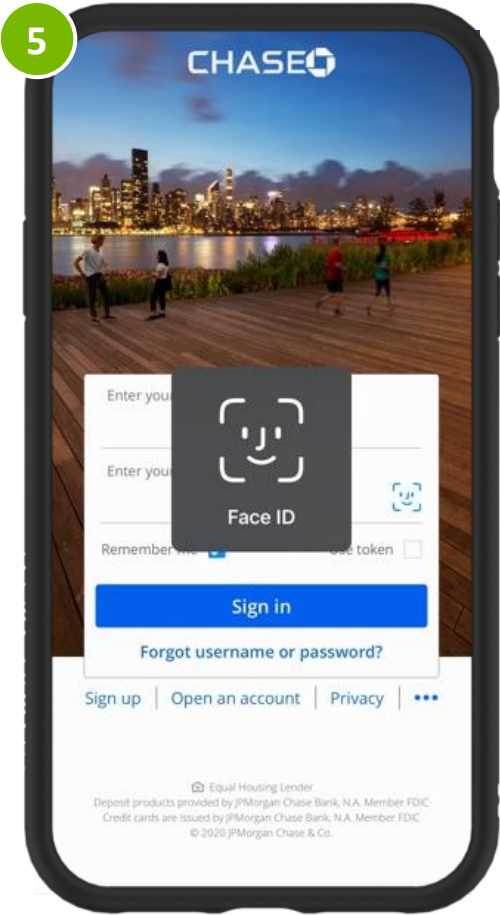 5
CHASE
Enter your
Enter your
Face ID
Remember me
Use token
Sign in
Forgot username or password?
Sign up | Open an account | Privacy | •••
Equal Housing Lender
Deposit products provided by JPMorgan Chase Bank, N.A. Member FDIC
Credit cards are issued by JPMorgan Chase Bank, N.A. Member FDIC
© 2020 JPMorgan Chase & Co.